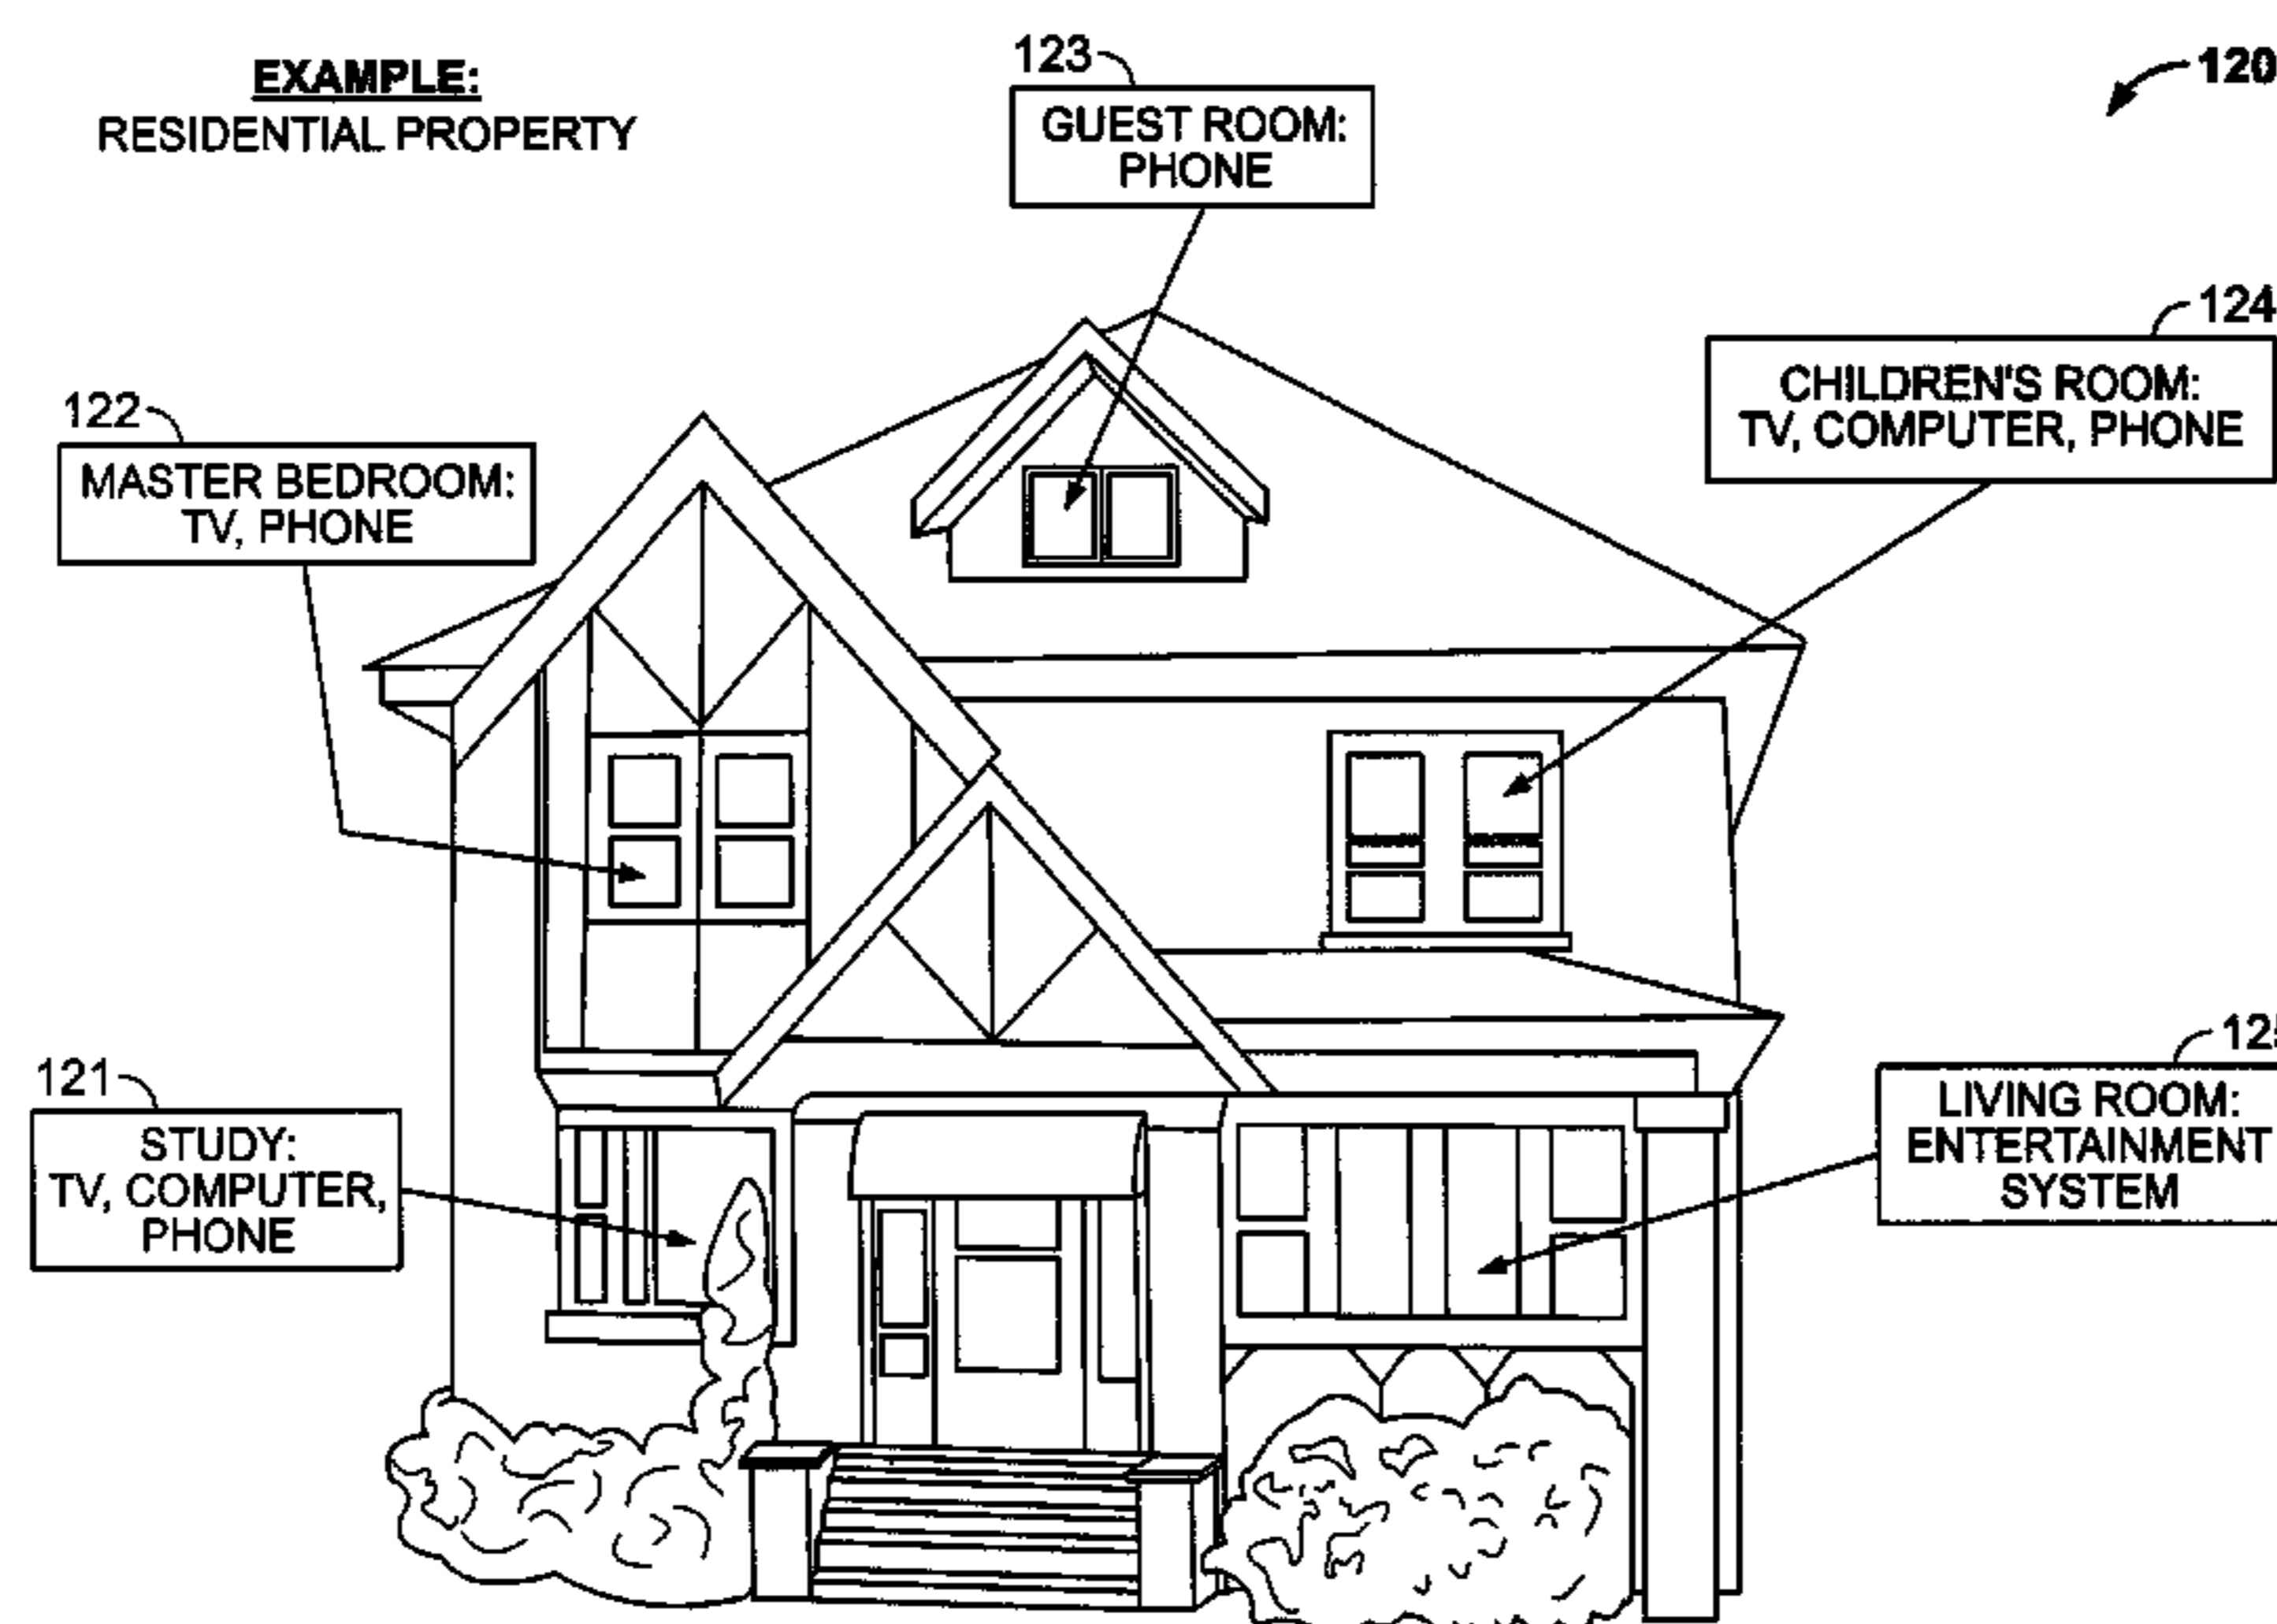 EXAMPLE:
RESIDENTIAL PROPERTY
120
123
GUEST ROOM:
PHONE
124
CHILDREN'S ROOM:
TV, COMPUTER, PHONE
122
MASTER BEDROOM:
TV, PHONE
121
STUDY:
TV, COMPUTER,
PHONE
125
LIVING ROOM:
ENTERTAINMENT
SYSTEM